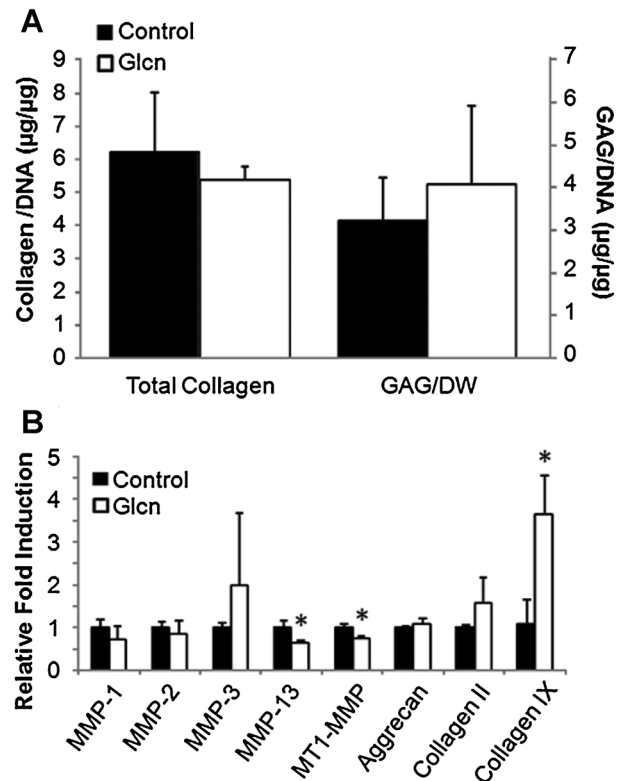 A
Control
Glcn
Collagen /DNA (µg/µg)
9
8
7
6
5
4
3
2
1
0
7
6
5
4
3
2
1
0
GAG/DNA (µg/µg)
Total Collagen
GAG/DW
B
Control
Glcn
Relative Fold Induction
5
4
3
2
1
0
*
*
*
MMP-1
MMP-2
MMP-3
MMP-13
MT1-MMP
Aggrecan
Collagen II
Collagen IX